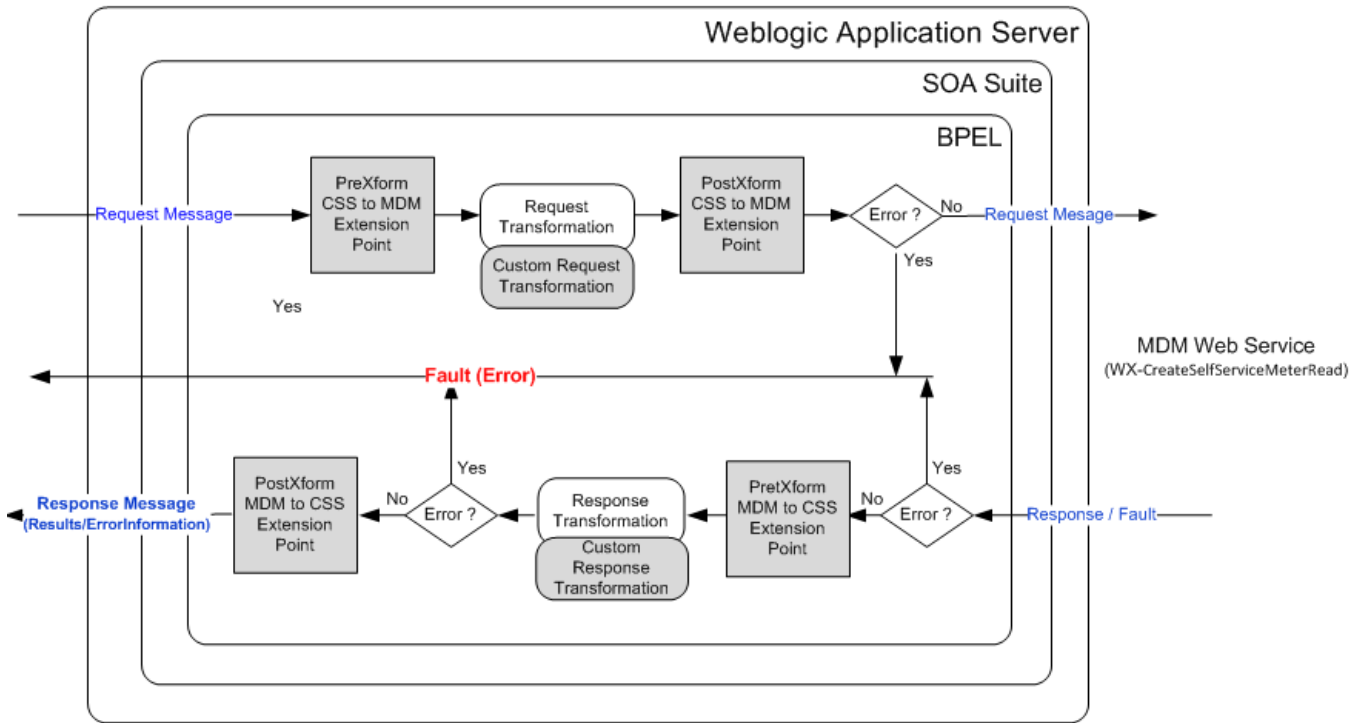 Weblogic Application Server
SOA Suite
BPEL
Request Message
PreXform
CSS to MDM
Extension
Point
Request
Transformation
Custom Request
Transformation
PostXform
CSS to MDM
Extension
Point
Error ?
No
Request Mesage
Yes
Yes
MDM Web Service
(WX-CreateSelfServiceMeterRead)
Fault (Error)
Response Message
(Results/ErrorInformation)
PostXform
MDM to CSS
Extension
Point
No
Yes
Error ?
Response
Transformation
Custom
Response
Transformation
PretXform
MDM to CSS
Extension
Point
No
Yes
Error ?
Response / Fault